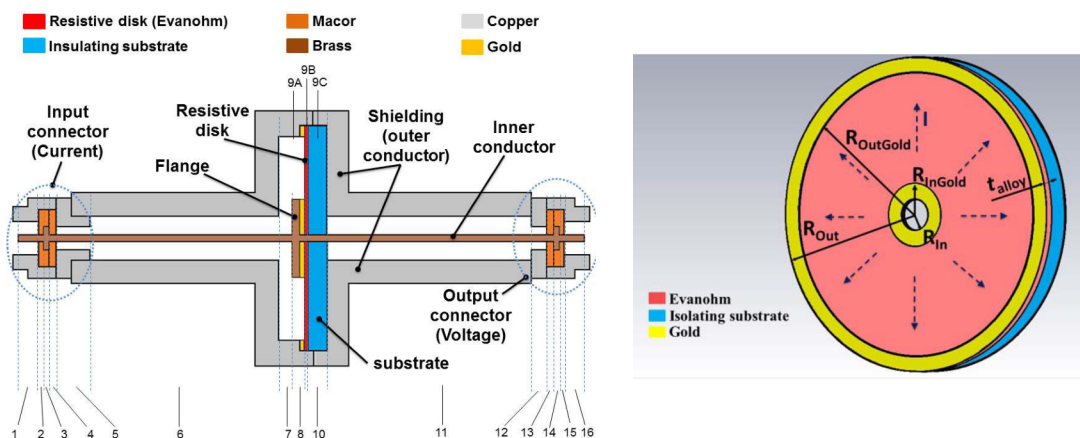 Resistive disk (Evanohm)
Macor
Copper
Insulating substrate
Brass
Gold
9B
9A
9C
Input
connector
(Current)
Resistive
disk
Flange
Shielding
(outer
conductor)
Inner
conductor
Output
connector
(Voltage)
substrate
1
2
3
4
5
6
7
8
10
11
12
13
14
15
16
I
ROutGold
RInGold
talloy
ROut
RIn
Evanohm
Isolating substrate
Gold